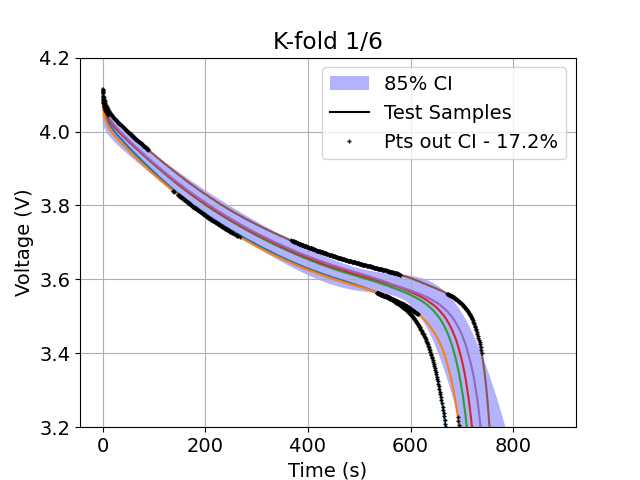 K-fold 1/6
4.2
4.0
3.8
3.6
3.4
3.2
Voltage (V)
85% CI
Test Samples
Pts out CI - 17.2%
0 200 400 600 800
Time (s)